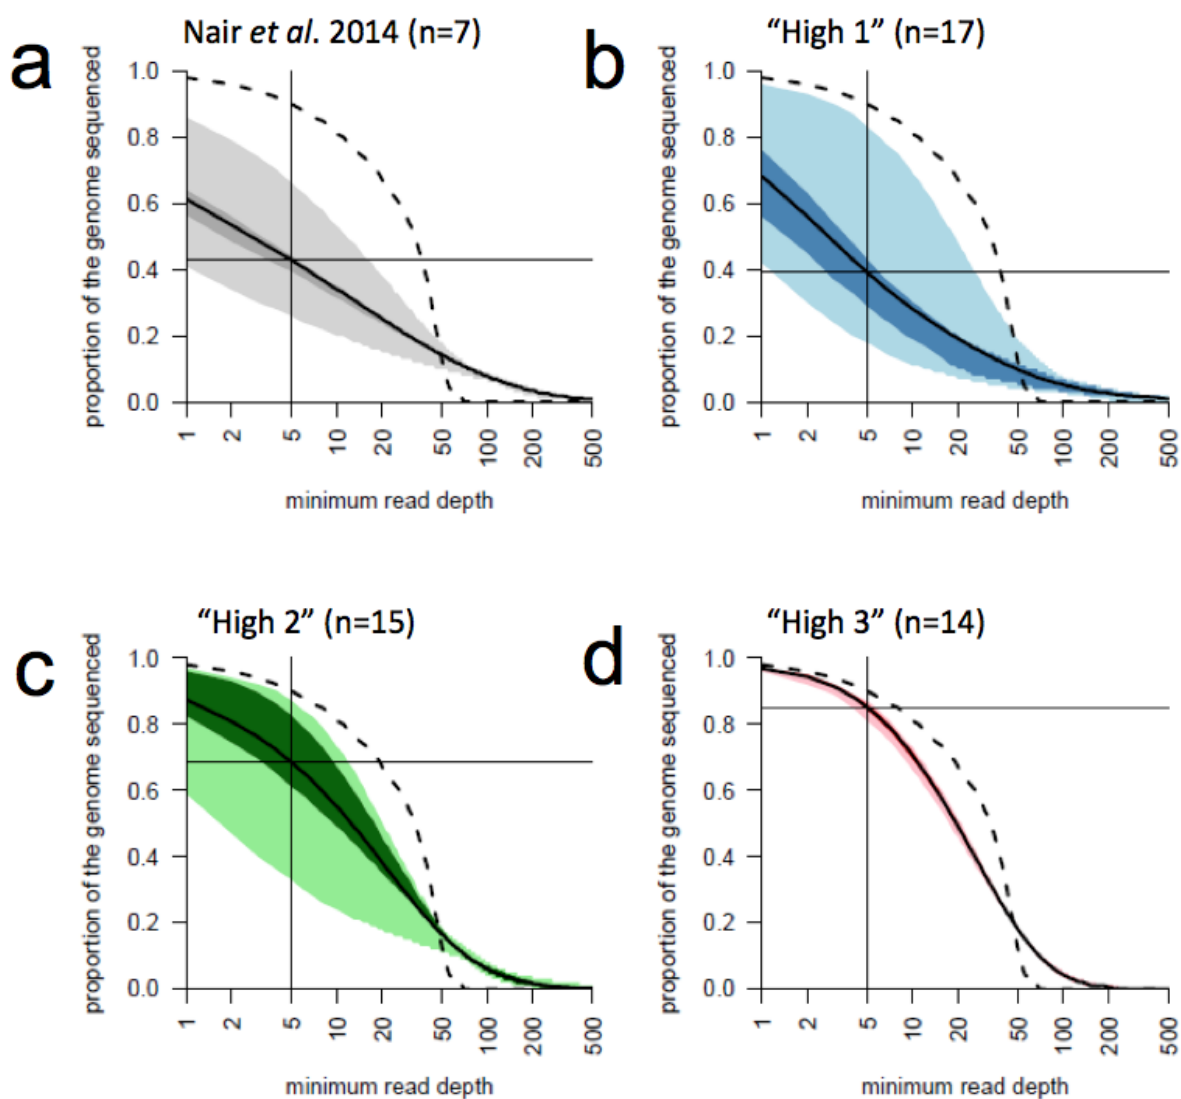 a
Nair et al. 2014 (n=7)
proportion of the genome sequenced
1.0
0.8
0.6
0.4
0.2
0.0
1 2 5 10 20 50 100 200 500
minimum read depth
b
“High 1” (n=17)
proportion of the genome sequenced
1.0
0.8
0.6
0.4
0.2
0.0
1 2 5 10 20 50 100 200 500
minimum read depth
c
“High 2” (n=15)
proportion of the genome sequenced
1.0
0.8
0.6
0.4
0.2
0.0
1 2 5 10 20 50 100 200 500
minimum read depth
d
“High 3” (n=14)
proportion of the genome sequenced
1.0
0.8
0.6
0.4
0.2
0.0
1 2 5 10 20 50 100 200 500
minimum read depth